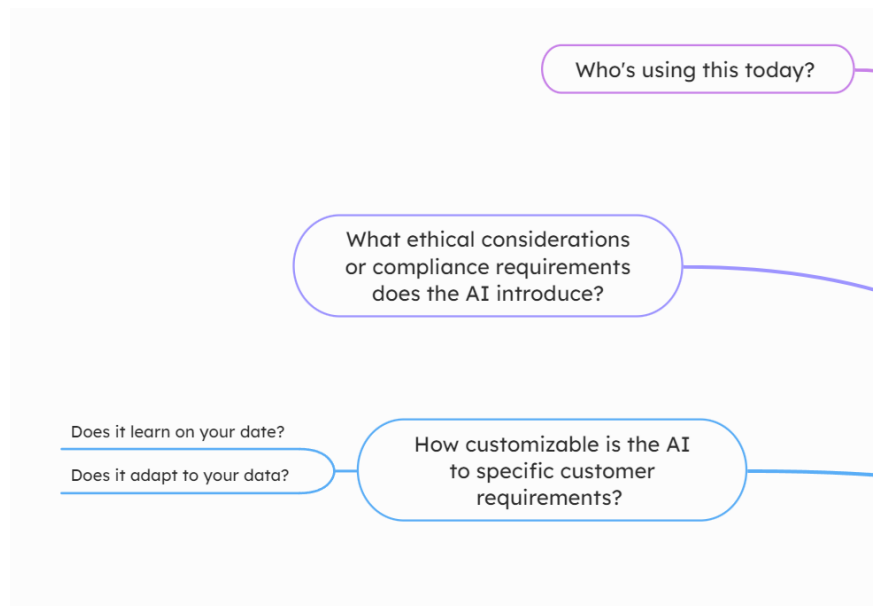 Who's using this today?
What ethical considerations
or compliance requirements
does the AI introduce?
Does it learn on your date?
Does it adapt to your data?
How customizable is the AI
to specific customer
requirements?